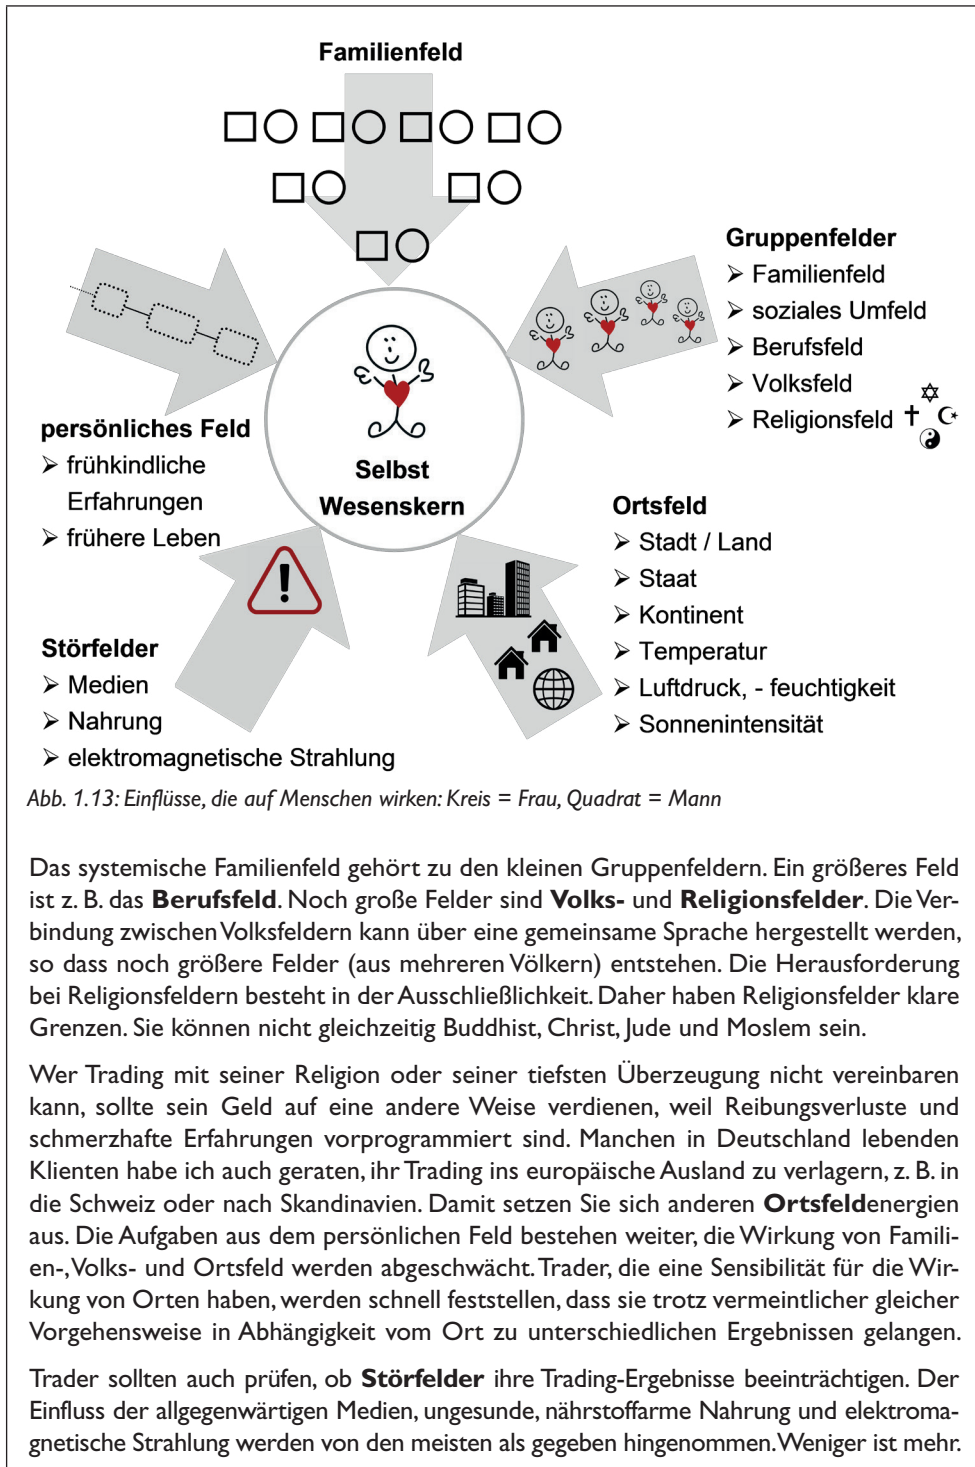 Familienfeld
Gruppenfelder
➢ Familienfeld
➢ soziales Umfeld
➢ Berufsfeld
➢ Volksfeld
➢ Religionsfeld
persönliches Feld
➢ frühkindliche
Erfahrungen
➢ frühere Leben
Selbst
Wesenskern
Ortsfeld
➢ Stadt / Land
➢ Staat
➢ Kontinent
➢ Temperatur
➢ Luftdruck, - feuchtigkeit
➢ Sonnenintensität
Störfelder
➢ Medien
➢ Nahrung
➢ elektromagnetische Strahlung
Abb. 1.13: Einflüsse, die auf Menschen wirken: Kreis = Frau, Quadrat = Mann
Das systemische Familienfeld gehört zu den kleinen Gruppenfeldern. Ein größeres Feld
ist z. B. das Berufsfeld. Noch große Felder sind Volks- und Religionsfelder. Die Ver-
bindung zwischen Volksfeldern kann über eine gemeinsame Sprache hergestellt werden,
so dass noch größere Felder (aus mehreren Völkern) entstehen. Die Herausforderung
bei Religionsfeldern besteht in der Ausschließlichkeit. Daher haben Religionsfelder klare
Grenzen. Sie können nicht gleichzeitig Buddhist, Christ, Jude und Moslem sein.
Wer Trading mit seiner Religion oder seiner tiefsten Überzeugung nicht vereinbaren
kann, sollte sein Geld auf eine andere Weise verdienen, weil Reibungsverluste und
schmerzhafte Erfahrungen vorprogrammiert sind. Manchen in Deutschland lebenden
Klienten habe ich auch geraten, ihr Trading ins europäische Ausland zu verlagern, z. B. in
die Schweiz oder nach Skandinavien. Damit setzen Sie sich anderen Ortsfeldenergien
aus. Die Aufgaben aus dem persönlichen Feld bestehen weiter, die Wirkung von Famili-
en-, Volks- und Ortsfeld werden abgeschwächt. Trader, die eine Sensibilität für die Wir-
kung von Orten haben, werden schnell feststellen, dass sie trotz vermeintlicher gleicher
Vorgehensweise in Abhängigkeit vom Ort zu unterschiedlichen Ergebnissen gelangen.
Trader sollten auch prüfen, ob Störfelder ihre Trading-Ergebnisse beeinträchtigen. Der
Einfluss der allgegenwärtigen Medien, ungesunde, nährstoffarme Nahrung und elektroma-
gnetische Strahlung werden von den meisten als gegeben hingenommen. Weniger ist mehr.